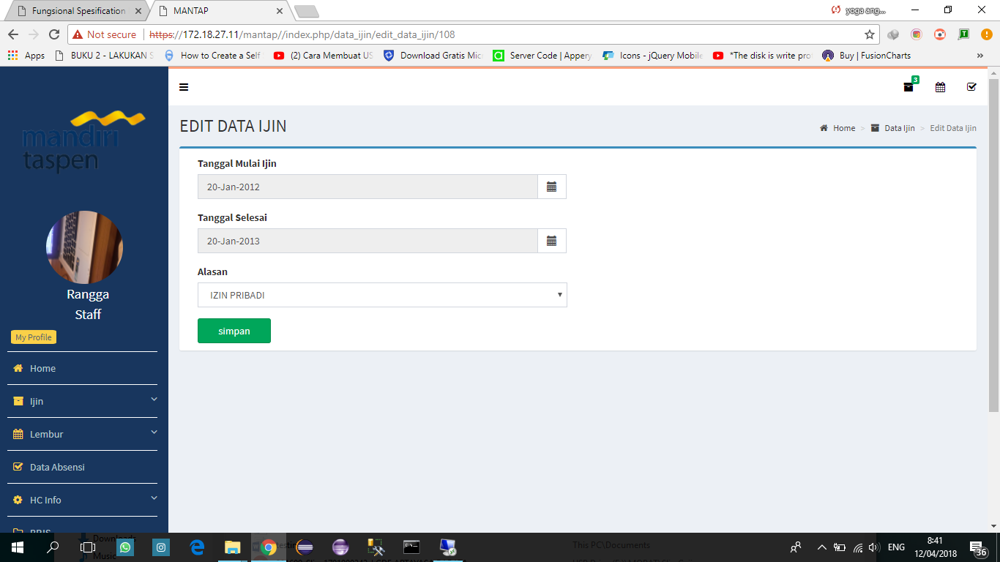 Fungsional Spesification
MANTAP
yoga ang...
Not secure
https://172.18.27.11/mantap//index.php/data_ijin/edit_data_ijin/108
Apps
BUKU 2 - LAKUKAN S
How to Create a Self
(2) Cara Membuat US
Download Gratis Mic
Server Code | Appery
Icons - jQuery Mobile
*The disk is write pro
Buy | FusionCharts
»
mandiri
taspen
3
EDIT DATA IJIN
Home > Data Ijin > Edit Data Ijin
Tanggal Mulai Ijin
20-Jan-2012
Tanggal Selesai
20-Jan-2013
Alasan
IZIN PRIBADI
simpan
Rangga
Staff
My Profile
Home
Ijin
Lembur
Data Absensi
HC Info
Downloads
Music
This PC\Documents
ENG
8:41
12/04/2018
36